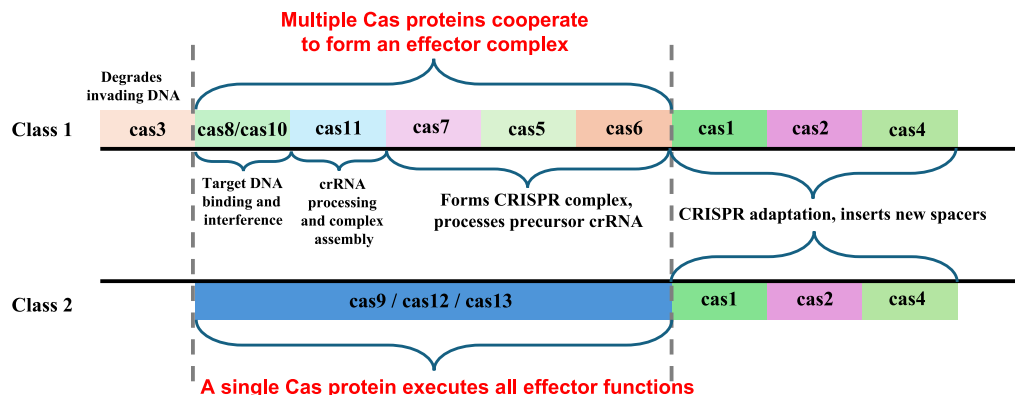 Multiple Cas proteins cooperate
to form an effector complex
Degrades
invading DNA
Class 1
cas3
cas8/cas10
cas11
cas7
cas5
cas6
cas1
cas2
cas4
Target DNA
binding and
interference
crRNA
processing
and complex
assembly
Forms CRISPR complex,
processes precursor crRNA
CRISPR adaptation, inserts new spacers
Class 2
cas9 / cas12 / cas13
cas1
cas2
cas4
A single Cas protein executes all effector functions